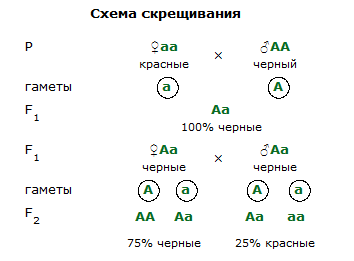 Схема скрещивания
P ♀aa × ♂AA
красные черный
гаметы a A
F1 Aa
100% черные
F1 ♀Aa × ♂Aa
черные черные
гаметы A a A a
F2 AA Aa Aa aa
75% черные 25% красные